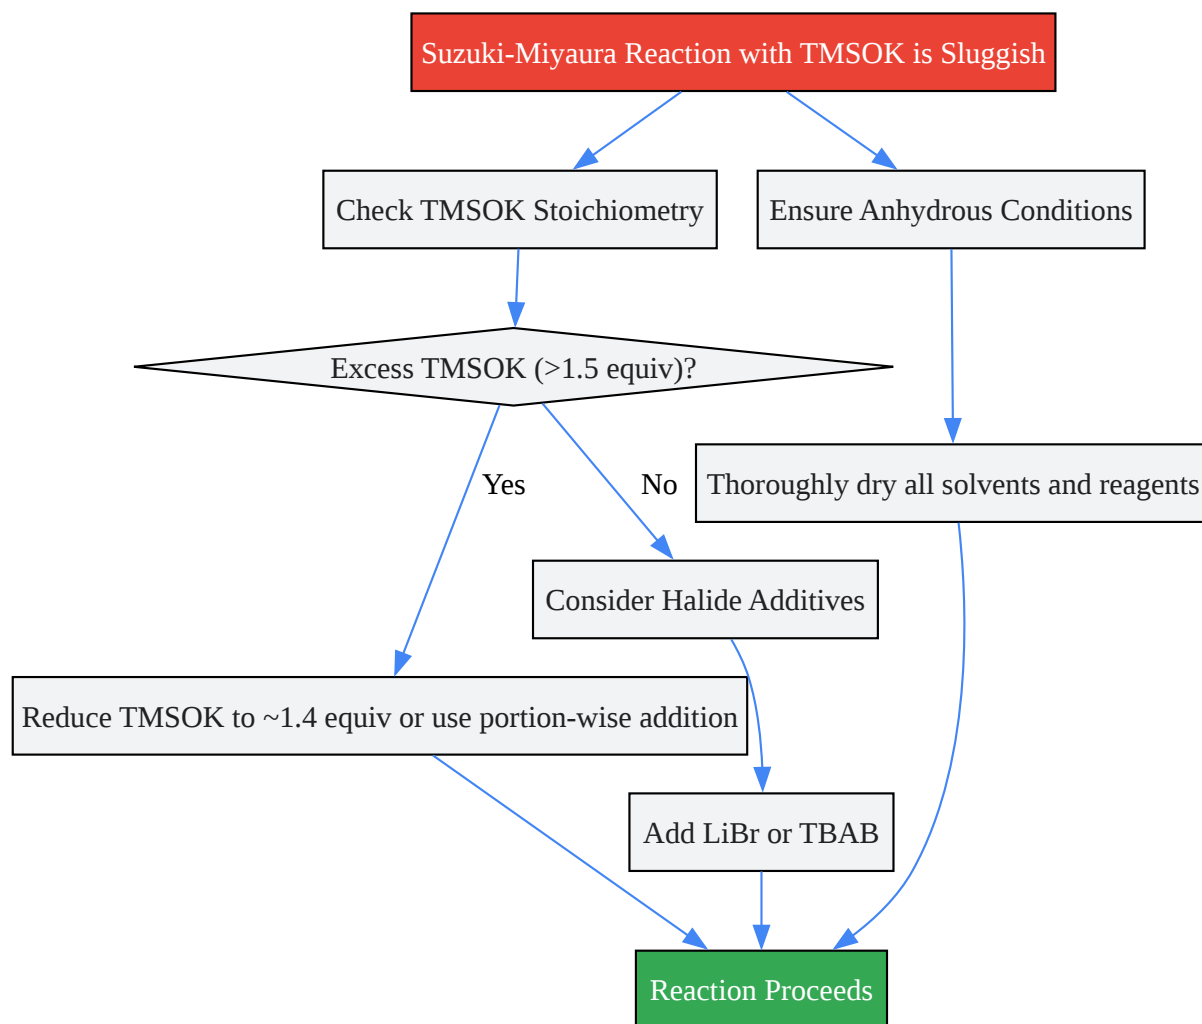 Suzuki-Miyaura Reaction with TMSOK is Sluggish
Check TMSOK Stoichiometry
Ensure Anhydrous Conditions
Excess TMSOK (>1.5 equiv)?
Yes
No
Thoroughly dry all solvents and reagents
Consider Halide Additives
Reduce TMSOK to ~1.4 equiv or use portion-wise addition
Add LiBr or TBAB
Reaction Proceeds